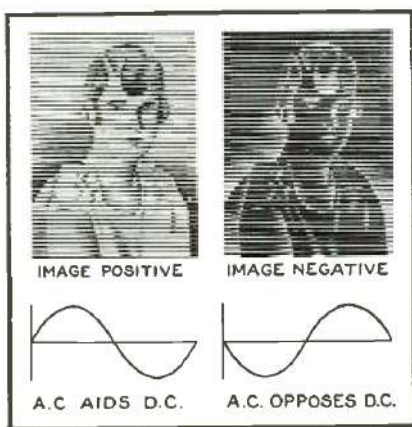 IMAGE POSITIVE
IMAGE NEGATIVE
A.C AIDS D.C.
A.C. OPPOSES D.C.